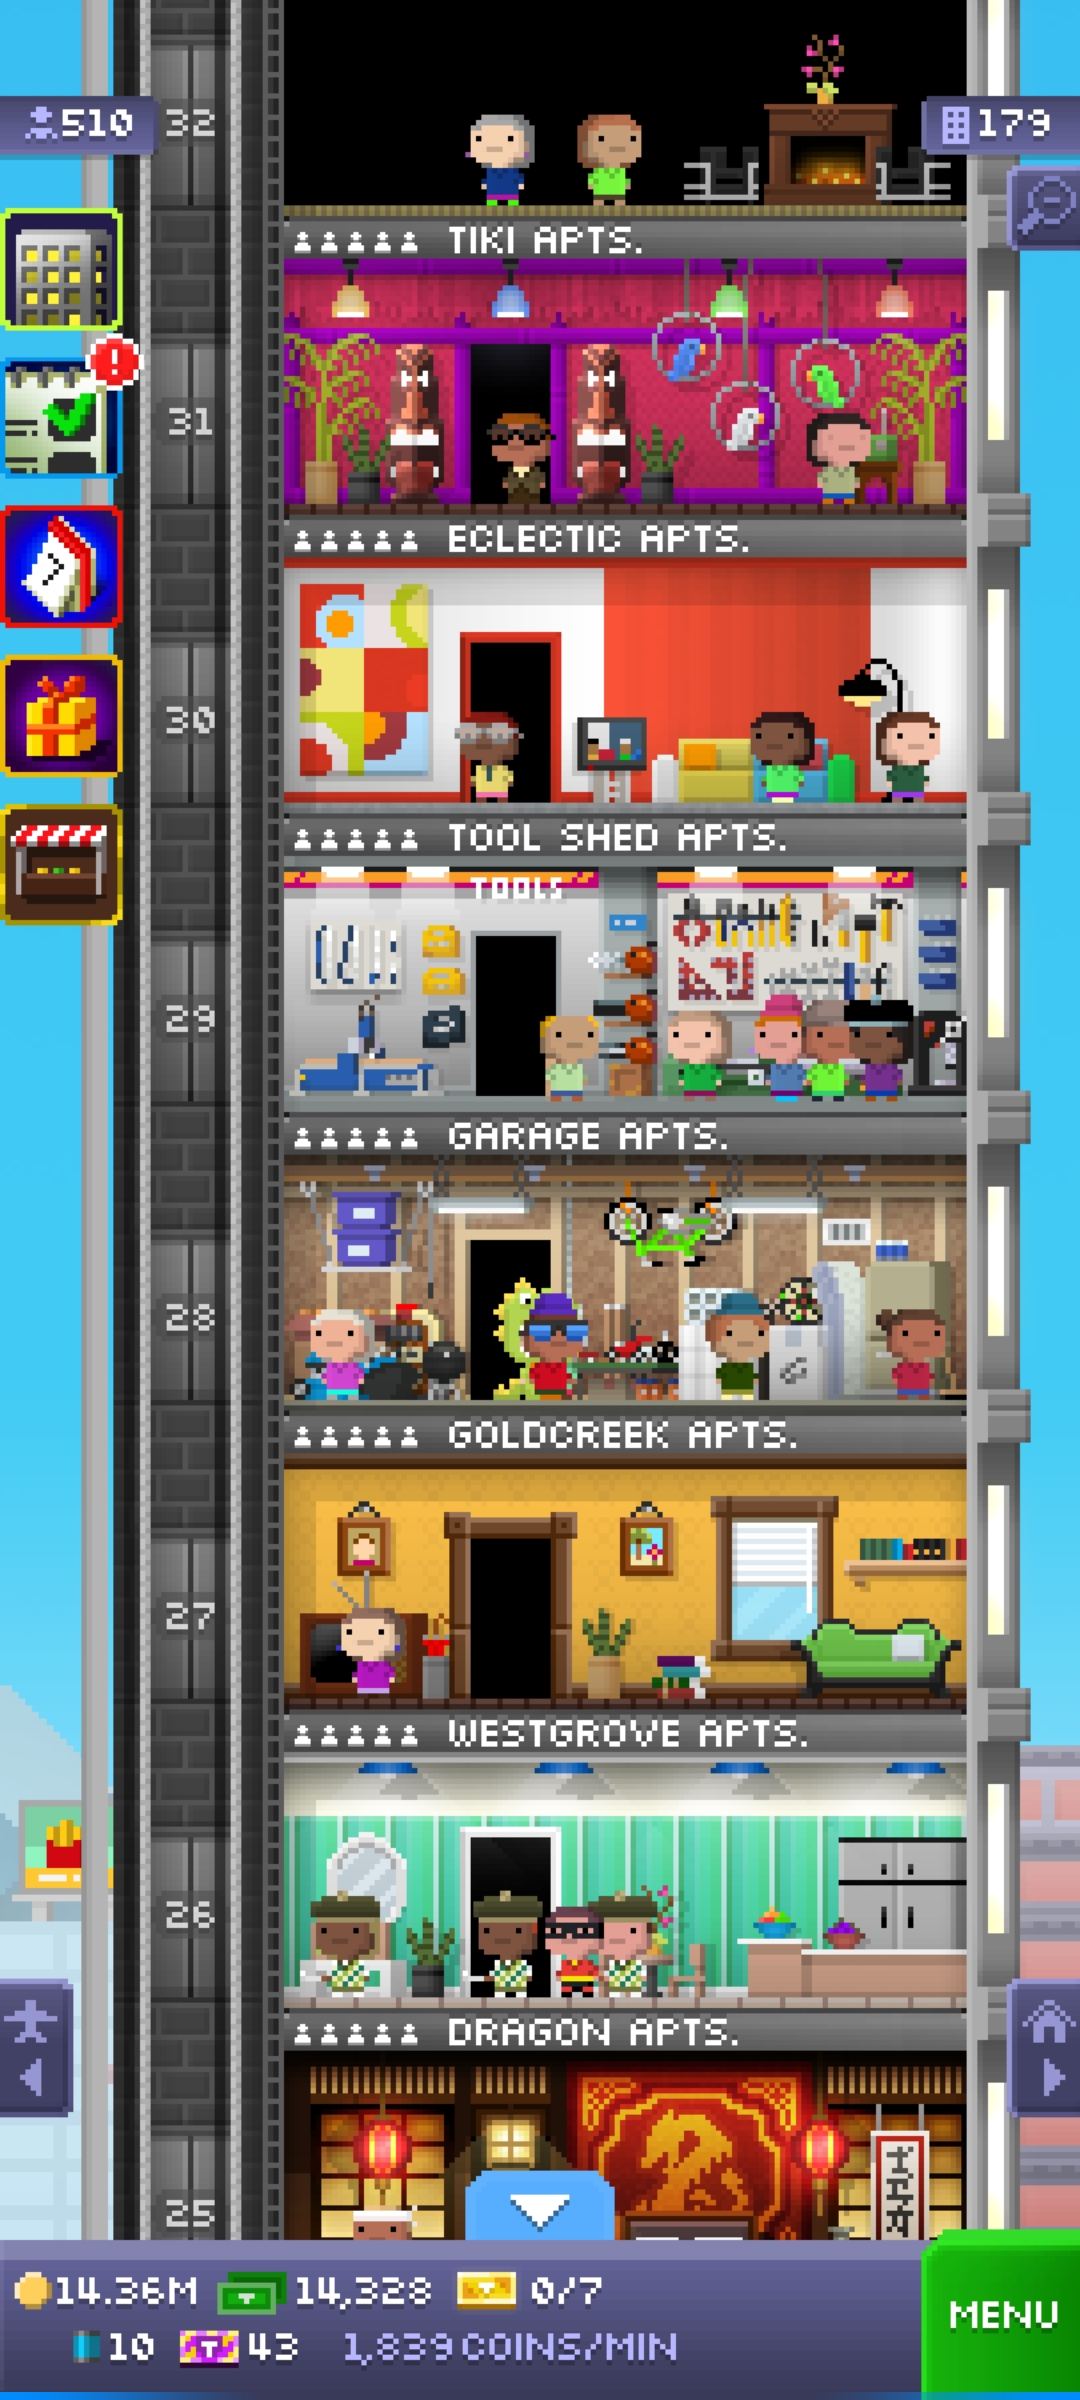 510
32
179
TIKI APTS.
31
ECLECTIC APTS.
7
30
TOOL SHED APTS.
TOOLS
29
GARAGE APTS.
28
GOLDCREEK APTS.
27
WESTGROVE APTS.
26
DRAGON APTS.
25
14.36M 14,328 0/7
10 T 43 1,839 COINS/MIN
MENU